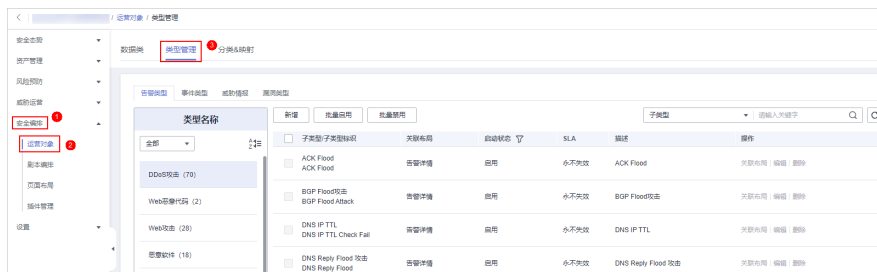 / 运营对象 / 类型管理
安全态势
资产管理
风险预防
威胁运营
安全编排 1
运营对象 2
剧本编排
页面布局
插件管理
设置
数据类 类型管理 3 分类&映射
告警类型 事件类型 威胁情报 漏洞类型
类型名称
全部
DDoS攻击 (70)
Web恶意代码 (2)
Web攻击 (28)
恶意软件 (18)
新增 批量启用 批量禁用 子类型 请输入关键字
子类型/子类型标识 关联布局 启动状态 SLA 描述 操作
ACK Flood
ACK Flood 告警详情 启用 永不失效 ACK Flood 关联布局 编辑 删除
BGP Flood攻击
BGP Flood Attack 告警详情 启用 永不失效 BGP Flood攻击 关联布局 编辑 删除
DNS IP TTL
DNS IP TTL Check Fail 告警详情 启用 永不失效 DNS IP TTL 关联布局 编辑 删除
DNS Reply Flood 攻击
DNS Reply Flood 告警详情 启用 永不失效 DNS Reply Flood 攻击 关联布局 编辑 删除